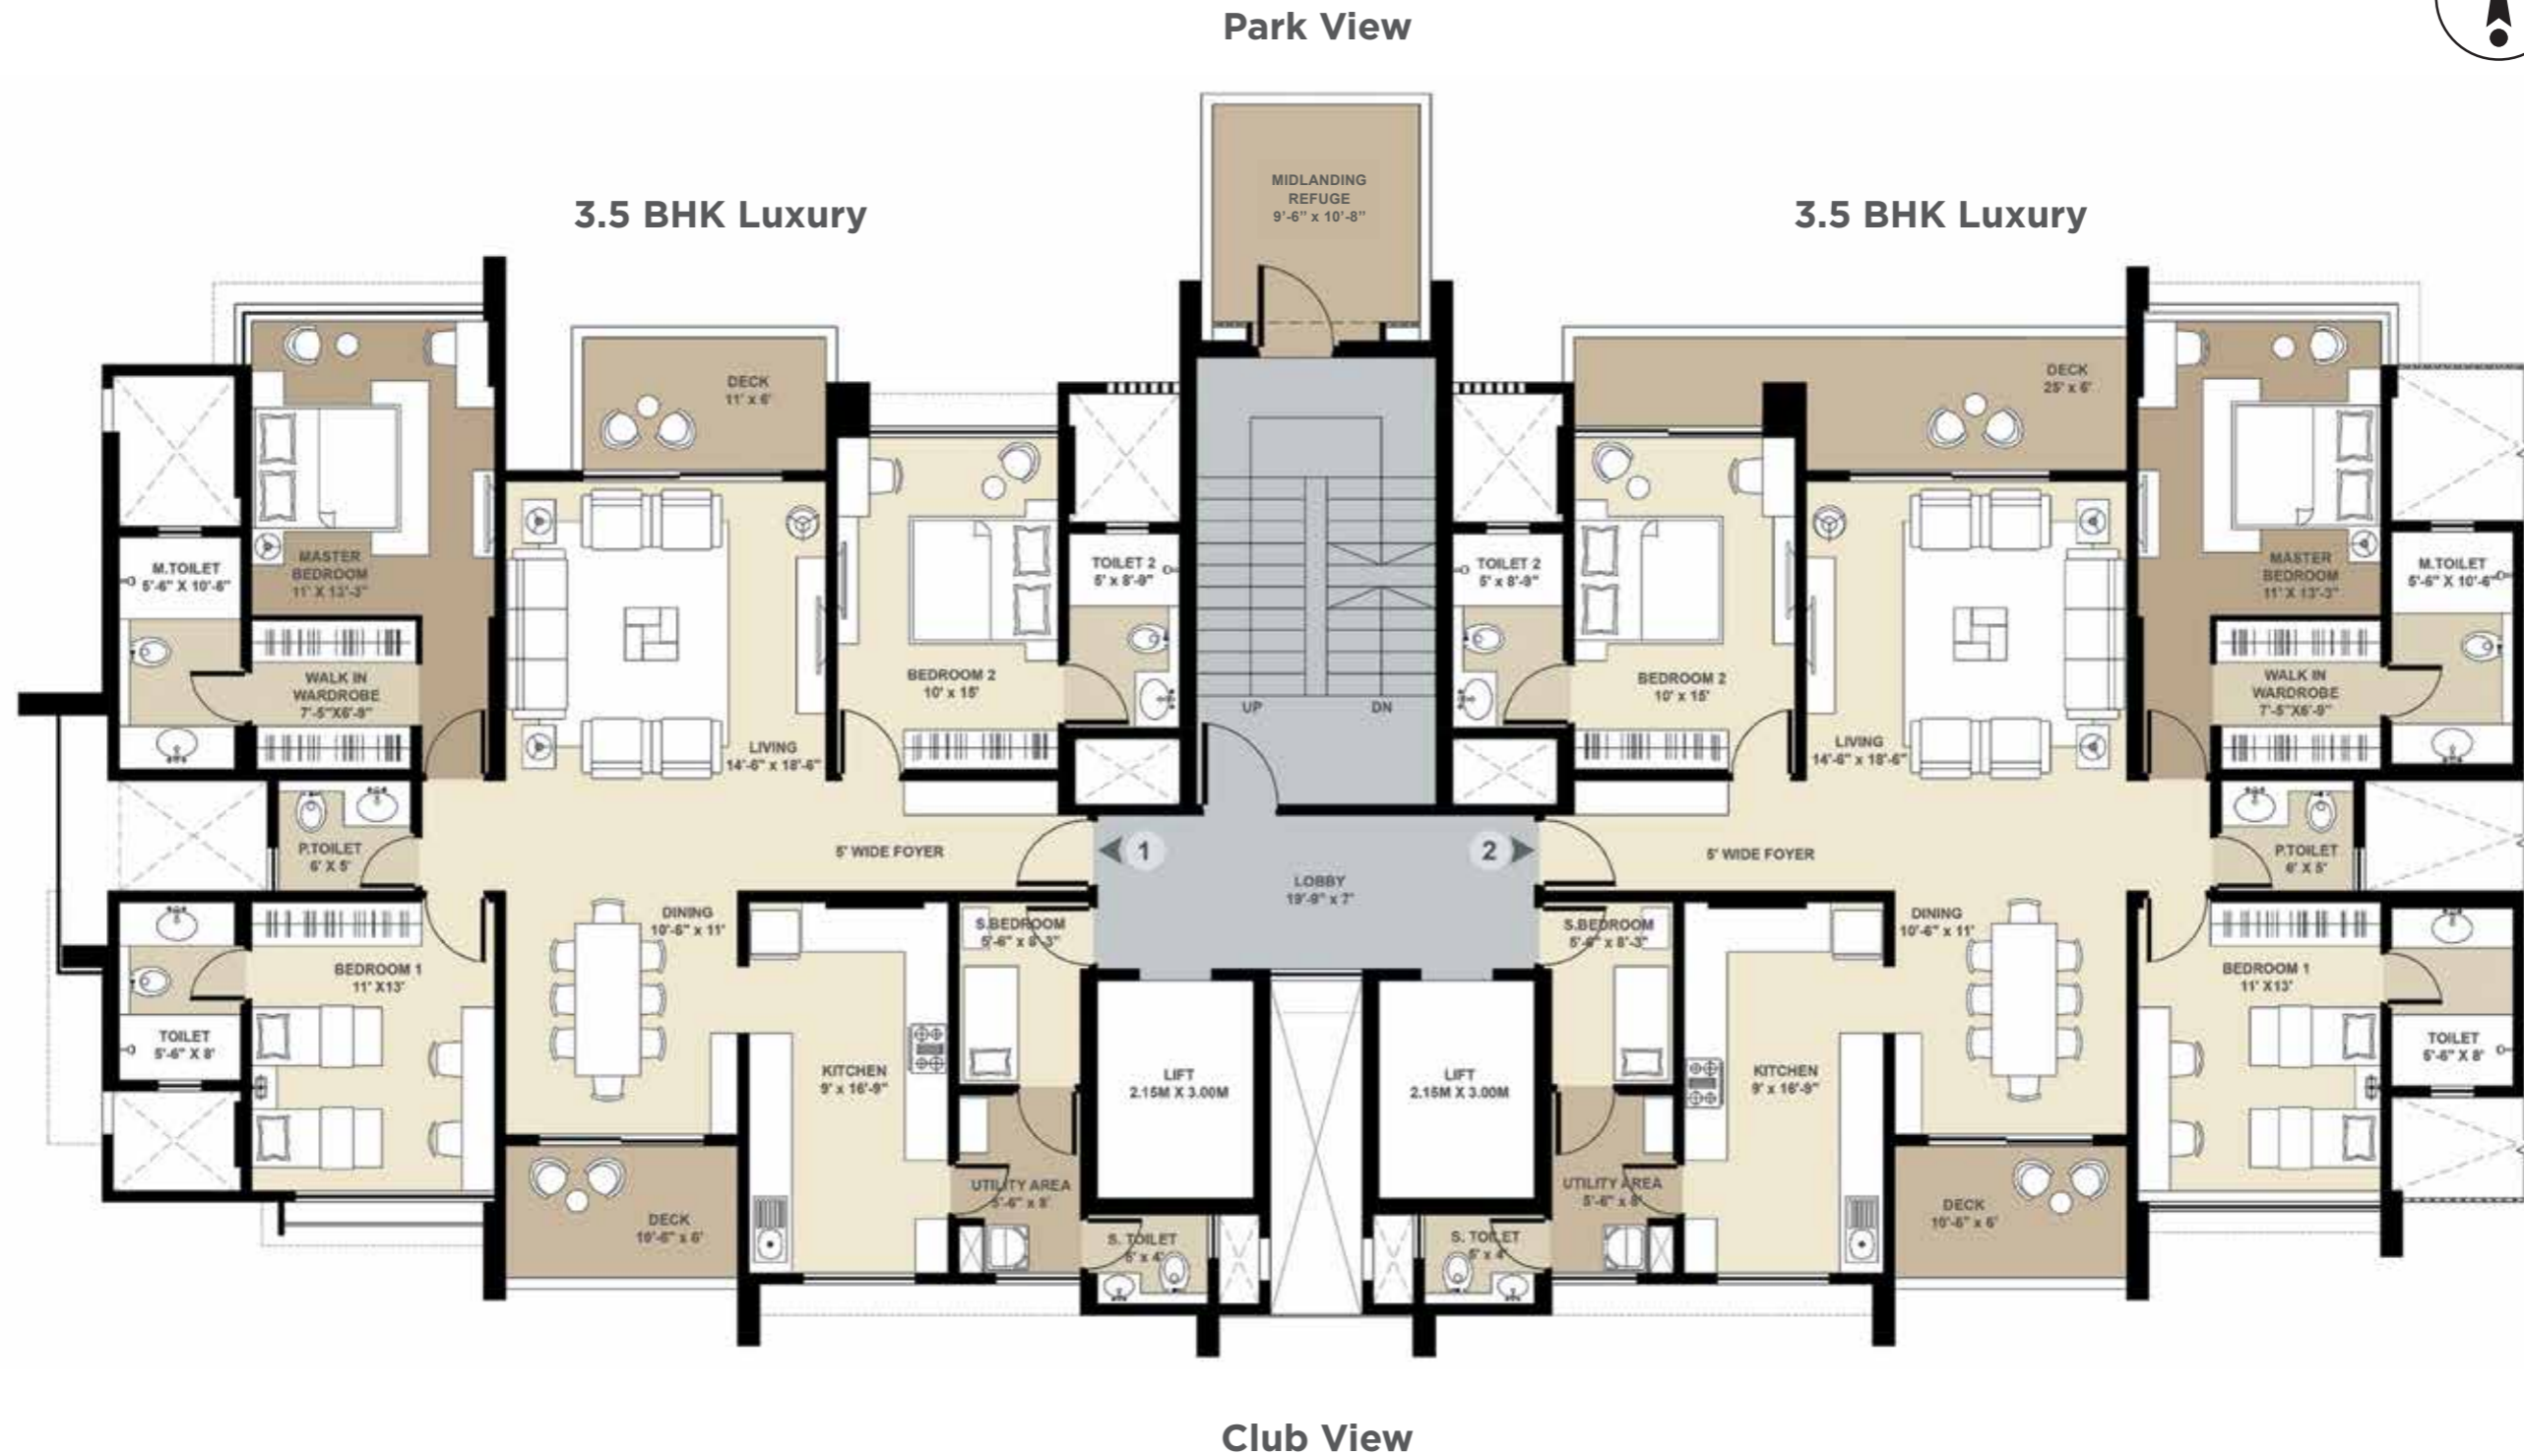 Park View
MIDLANDING
REFUGE
9'-6" x 10'-8"
3.5 BHK Luxury
3.5 BHK Luxury
DECK
11' x 6'
DECK
25' x 6'
MASTER
BEDROOM
11' X 13'-3"
M.TOILET
5'-6" X 10'-6"
TOILET 2
5' x 8'-9"
TOILET 2
5' x 8'-9"
MASTER
BEDROOM
11' X 13'-3"
M.TOILET
5'-6" X 10'-6"
WALK IN
WARDROBE
7'-5"X6'-9"
BEDROOM 2
10' x 15'
BEDROOM 2
10' x 15'
WALK IN
WARDROBE
7'-5"X6'-9"
UP
DN
LIVING
14'-6" x 18'-6"
LIVING
14'-6" x 18'-6"
P.TOILET
6' X 5'
5' WIDE FOYER
1
2
5' WIDE FOYER
P.TOILET
6' X 5'
LOBBY
19'-9" x 7'
DINING
10'-6" x 11'
S.BEDROOM
5'-6" x 8'-3"
S.BEDROOM
5'-6" x 8'-3"
DINING
10'-6" x 11'
BEDROOM 1
11' X13'
BEDROOM 1
11' X13'
TOILET
5'-6" X 8'
KITCHEN
9' x 16'-9"
LIFT
2.15M X 3.00M
LIFT
2.15M X 3.00M
KITCHEN
9' x 16'-9"
TOILET
5'-6" X 8'
UTILITY AREA
5'-6" x 8'
UTILITY AREA
5'-6" x 8'
DECK
10'-6" x 6'
S. TOILET
5' x 4'
S. TOILET
5' x 4'
DECK
10'-6" x 6'
Club View